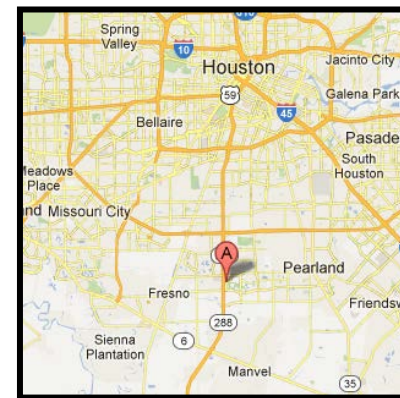 Spring
Valley
10
Houston
Jacinto City
59
Galena Park
45
Bellaire
Pasade
South
Houston
Meadows
Place
nd Missouri City
A
Pearland
Fresno
Friendsw
288
6
Sienna
Plantation
Manvel
35